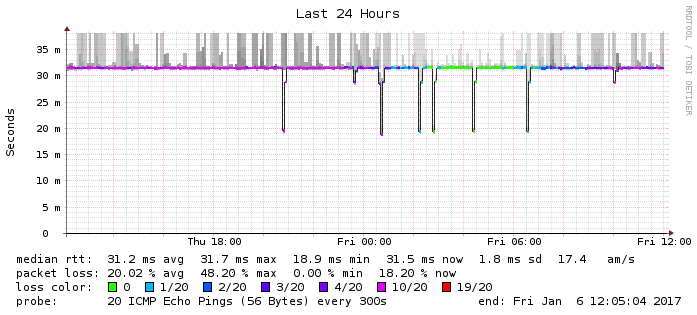 Last 24 Hours
RRDTOOL / TOBI OETIKER
Seconds
35 m
30 m
25 m
20 m
15 m
10 m
5 m
0
Thu 18:00 Fri 00:00 Fri 06:00 Fri 12:00
median rtt: 31.2 ms avg 31.7 ms max 18.9 ms min 31.5 ms now 1.8 ms sd 17.4 am/s
packet loss: 20.02 % avg 48.20 % max 0.00 % min 18.20 % now
loss color: 0 1/20 2/20 3/20 4/20 10/20 19/20
probe: 20 ICMP Echo Pings (56 Bytes) every 300s end: Fri Jan 6 12:05:04 2017